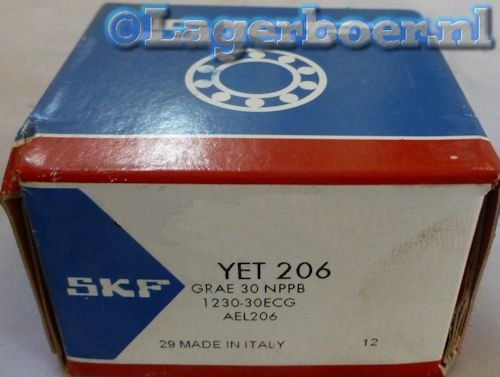 ©Lagerboer.nl
SKF
YET 206
GRAE 30 NPPB
1230-30ECG
AEL206
29 MADE IN ITALY 12